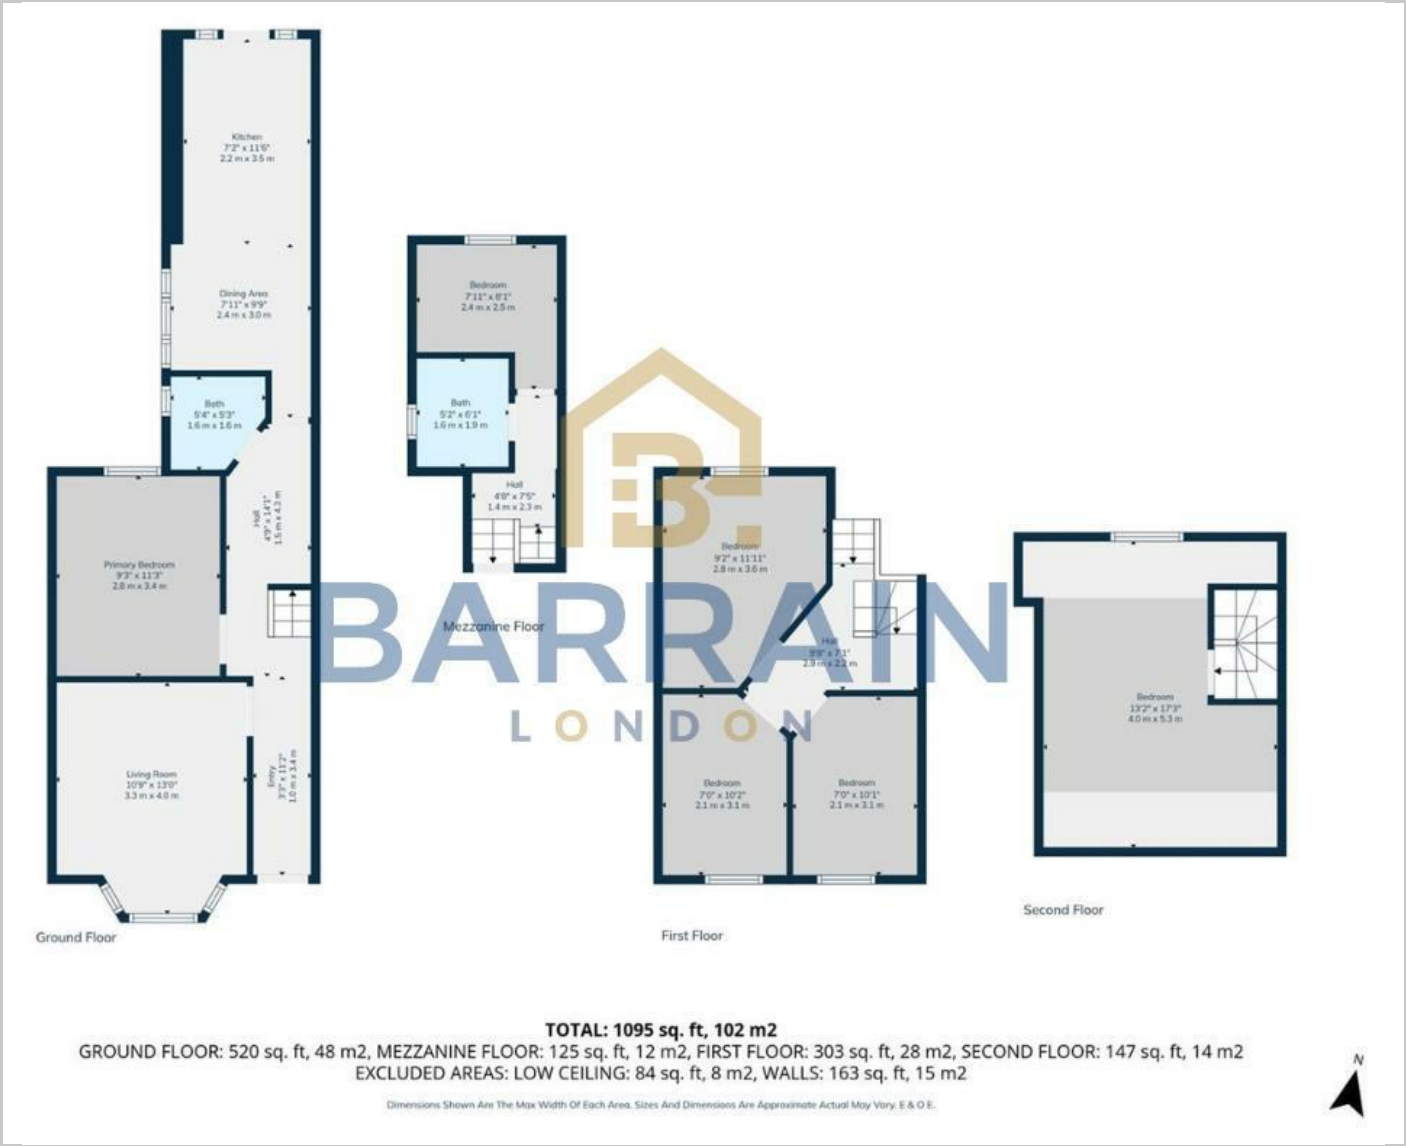 Kitchen
7'2" x 11'6"
2.2 m x 3.5 m
Dining Area
7'11" x 9'9"
2.4 m x 3.0 m
Bath
5'4" x 5'3"
1.6 m x 1.6 m
Hall
4'9" x 14'1"
1.5 m x 4.3 m
Primary Bedroom
9'3" x 11'3"
2.8 m x 3.4 m
Living Room
10'9" x 13'0"
3.3 m x 4.0 m
Entry
3'3" x 11'2"
1.0 m x 3.4 m
Ground Floor
Bedroom
7'11" x 8'1"
2.4 m x 2.5 m
Bath
5'2" x 6'1"
1.6 m x 1.9 m
Hall
4'9" x 7'5"
1.4 m x 2.3 m
Mezzanine Floor
Bedroom
9'2" x 11'11"
2.8 m x 3.6 m
Hall
9'9" x 7'1"
2.9 m x 2.2 m
Bedroom
7'0" x 10'2"
2.1 m x 3.1 m
Bedroom
7'0" x 10'1"
2.1 m x 3.1 m
First Floor
Bedroom
13'2" x 17'3"
4.0 m x 5.3 m
Second Floor
B
BARRAIN
LONDON
TOTAL: 1095 sq. ft, 102 m2
GROUND FLOOR: 520 sq. ft, 48 m2, MEZZANINE FLOOR: 125 sq. ft, 12 m2, FIRST FLOOR: 303 sq. ft, 28 m2, SECOND FLOOR: 147 sq. ft, 14 m2
EXCLUDED AREAS: LOW CEILING: 84 sq. ft, 8 m2, WALLS: 163 sq. ft, 15 m2
Dimensions Shown Are The Max Width Of Each Area. Sizes And Dimensions Are Approximate Actual May Vary. E & O E.
N